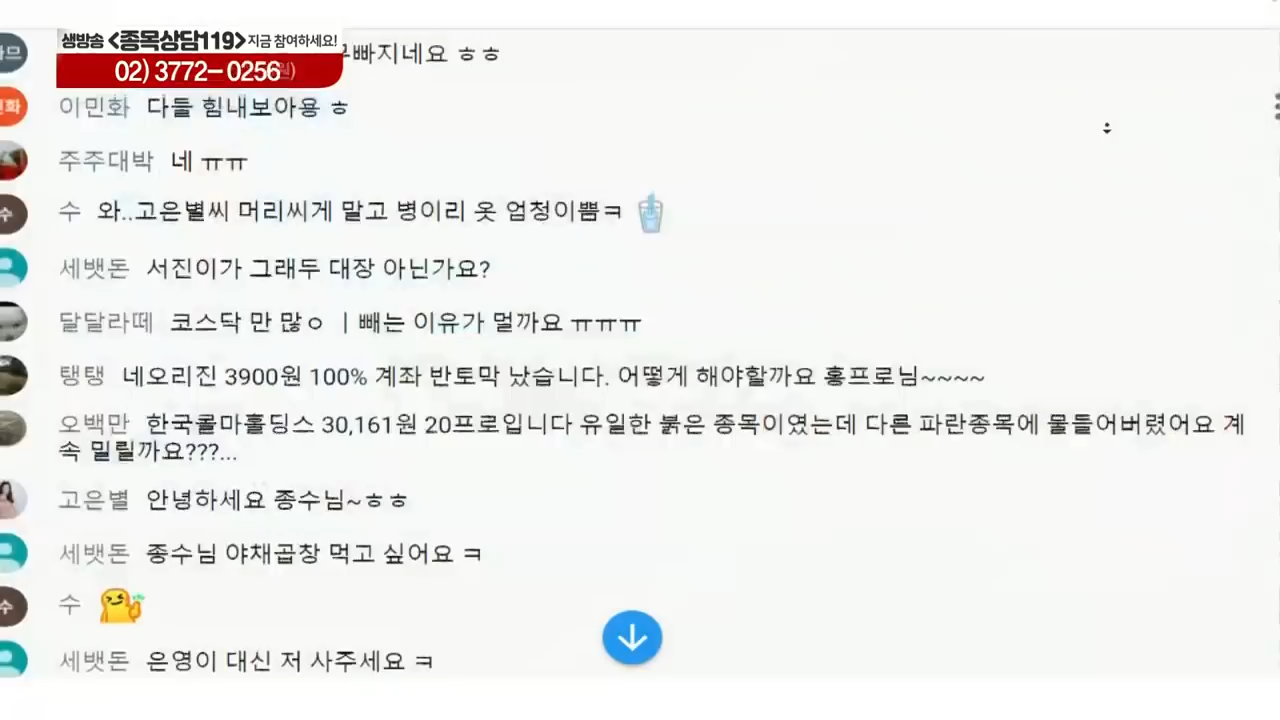 생방송 <종목상담119> 지금 참여하세요!
02) 3772-0256
빠지네요 ㅎㅎ
이민화 다들 힘내보아용 ㅎ
주주대박 네 ㅠㅠ
수 수 와..고은별씨 머리씨게 말고 병이리 옷 엄청이쁨ㅋ
세뱃돈 서진이가 그래두 대장 아닌가요?
달달라떼 코스닥 만 많ㅇ ㅣ빼는 이유가 멀까요 ㅠㅠㅠ
탱탱 네오리진 3900원 100% 계좌 반토막 났습니다. 어떻게 해야할까요 홍프로님~~~~
오백만 한국콜마홀딩스 30,161원 20프로입니다 유일한 붉은 종목이였는데 다른 파란종목에 물들어버렸어요 계
속 밀릴까요???...
고은별 안녕하세요 종수님~ㅎㅎ
세뱃돈 종수님 야채곱창 먹고 싶어요 ㅋ
수 수
세뱃돈 은영이 대신 저 사주세요 ㅋ